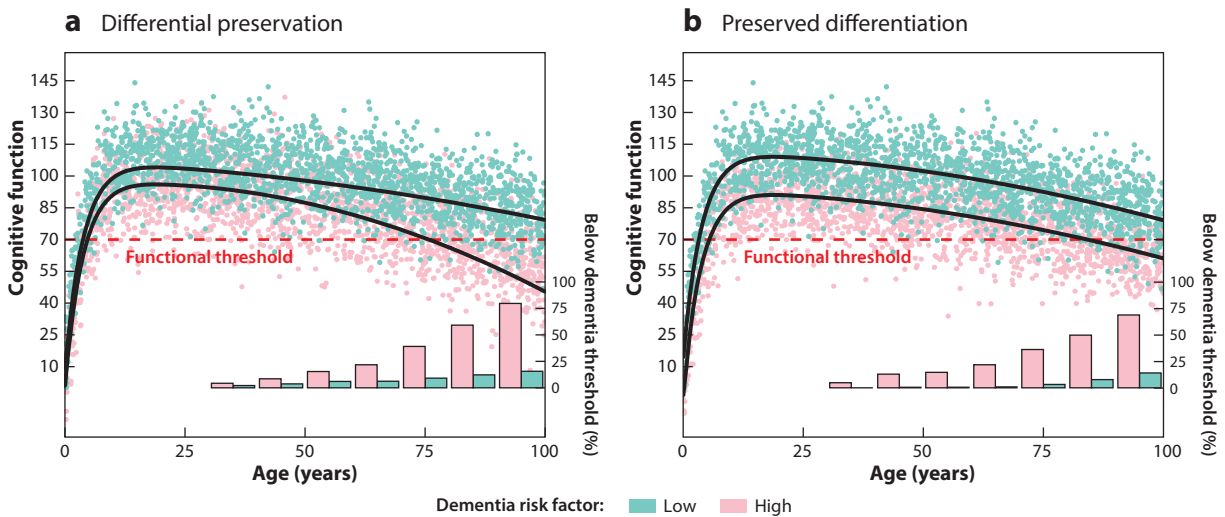 a Differential preservation
145
130
115
100
85
70
55
40
25
10
Cognitive function
Functional threshold
100
75
50
25
0
Below dementia threshold (%)
0 25 50 75 100
Age (years)
b Preserved differentiation
145
130
115
100
85
70
55
40
25
10
Cognitive function
Functional threshold
100
75
50
25
0
Below dementia threshold (%)
0 25 50 75 100
Age (years)
Dementia risk factor: Low High